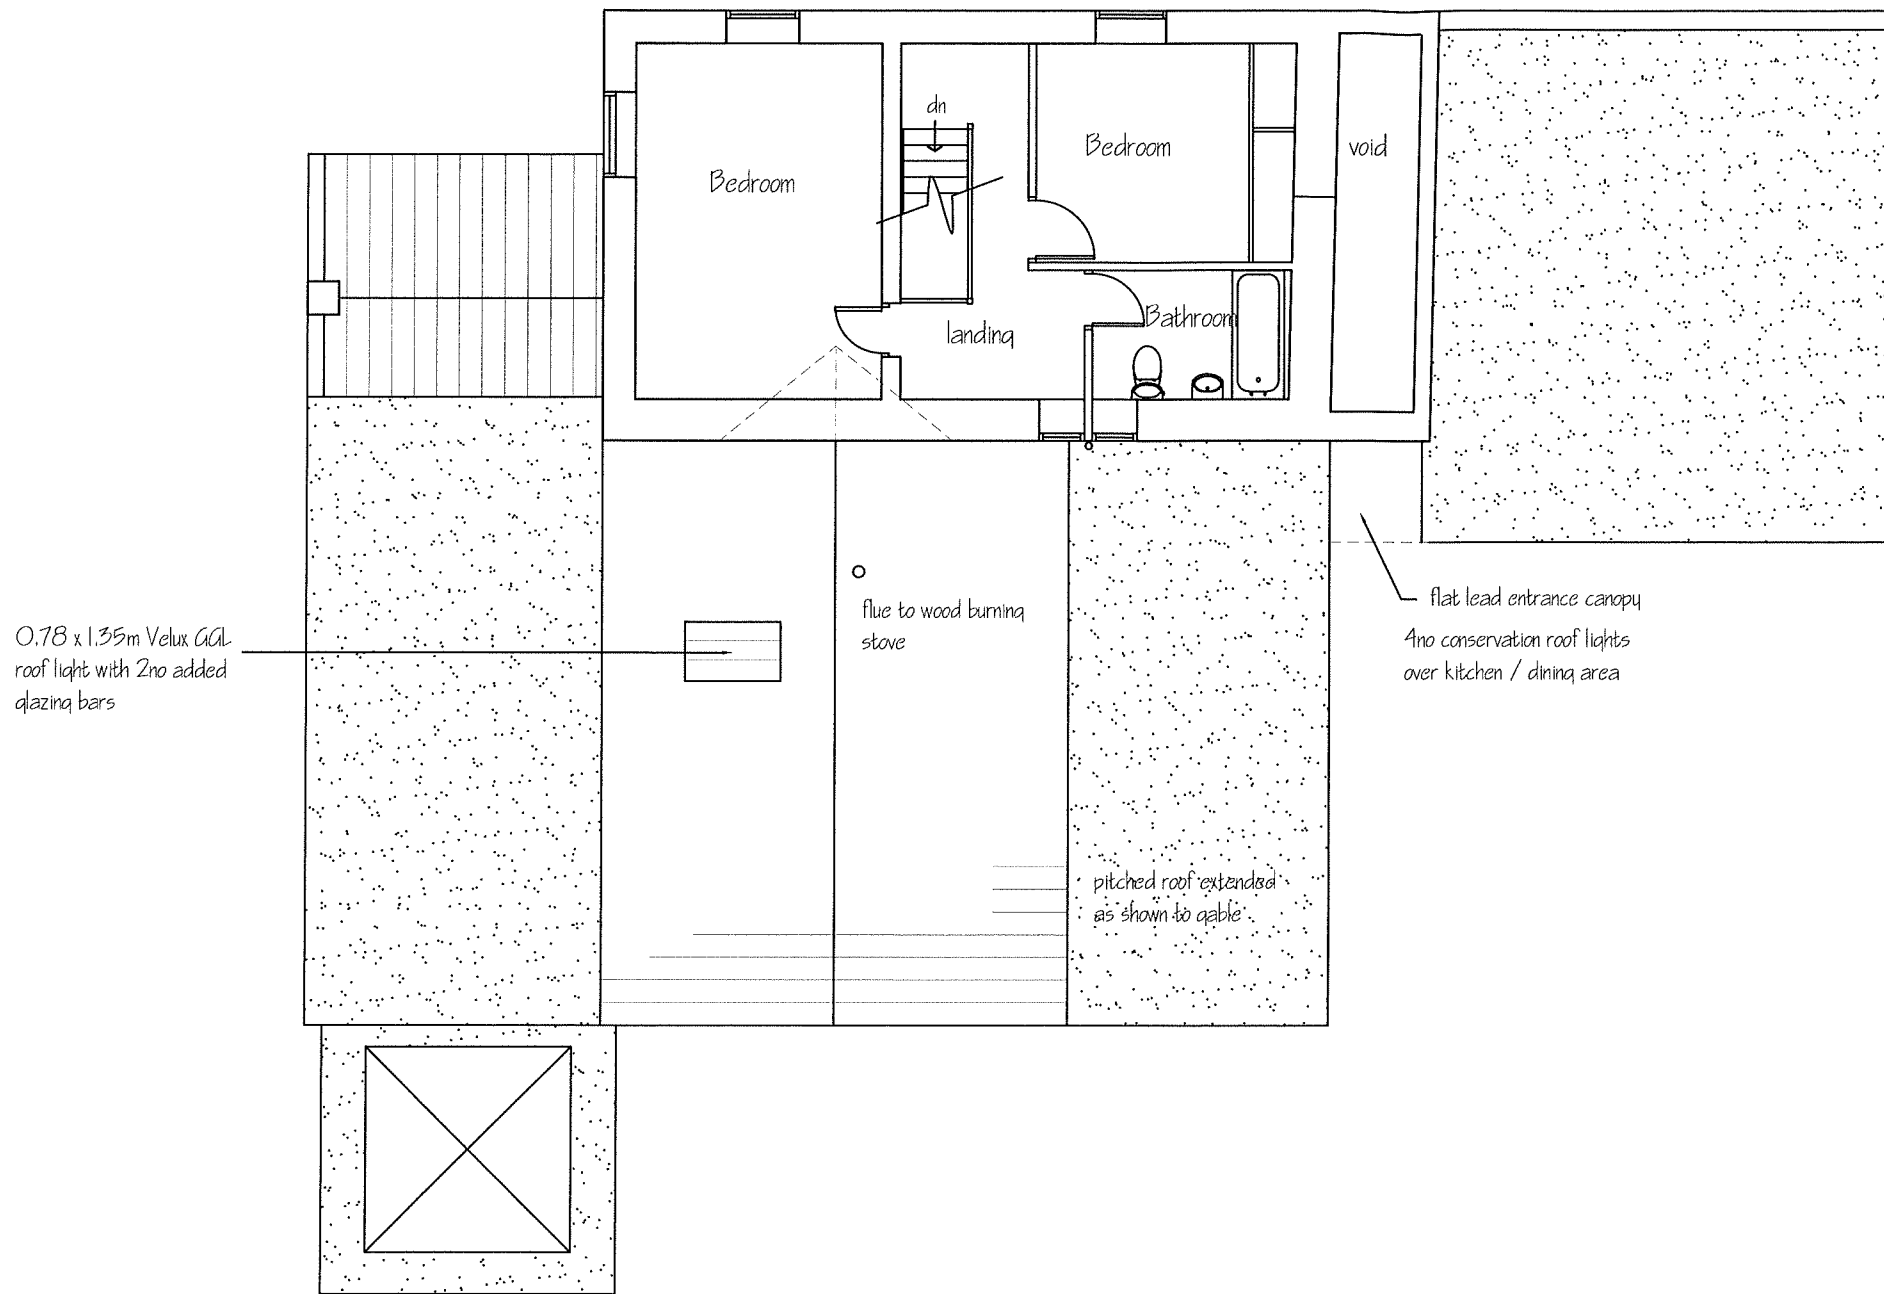 dn
Bedroom
Bedroom
void
Bathroom
landing
flue to wood burning
stove
0.78 x 1.35m Velux GGL
roof light with 2no added
glazing bars
flat lead entrance canopy
4no conservation roof lights
over kitchen / dining area
pitched roof extended
as shown to gable